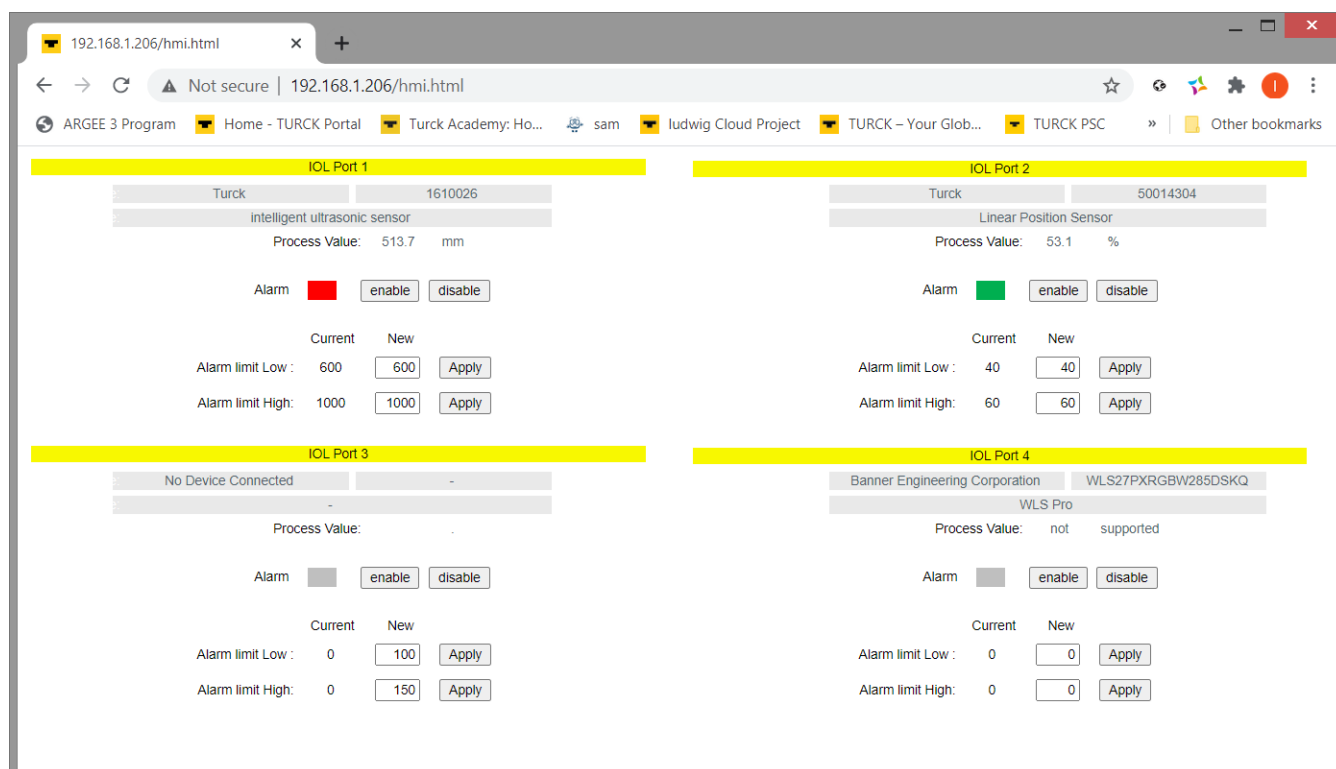 192.168.1.206/hmi.html
Not secure | 192.168.1.206/hmi.html
I
ARGEE 3 Program Home - TURCK Portal Turck Academy: Ho... sam ludwig Cloud Project TURCK – Your Glob... TURCK PSC » Other bookmarks
IOL Port 1
Turck 1610026
intelligent ultrasonic sensor
Process Value: 513.7 mm
Alarm enable disable
Current New
Alarm limit Low : 600 600 Apply
Alarm limit High: 1000 1000 Apply
IOL Port 2
Turck 50014304
Linear Position Sensor
Process Value: 53.1 %
Alarm enable disable
Current New
Alarm limit Low : 40 40 Apply
Alarm limit High: 60 60 Apply
IOL Port 3
No Device Connected -
-
Process Value: .
Alarm enable disable
Current New
Alarm limit Low : 0 100 Apply
Alarm limit High: 0 150 Apply
IOL Port 4
Banner Engineering Corporation WLS27PXRGBW285DSKQ
WLS Pro
Process Value: not supported
Alarm enable disable
Current New
Alarm limit Low : 0 0 Apply
Alarm limit High: 0 0 Apply